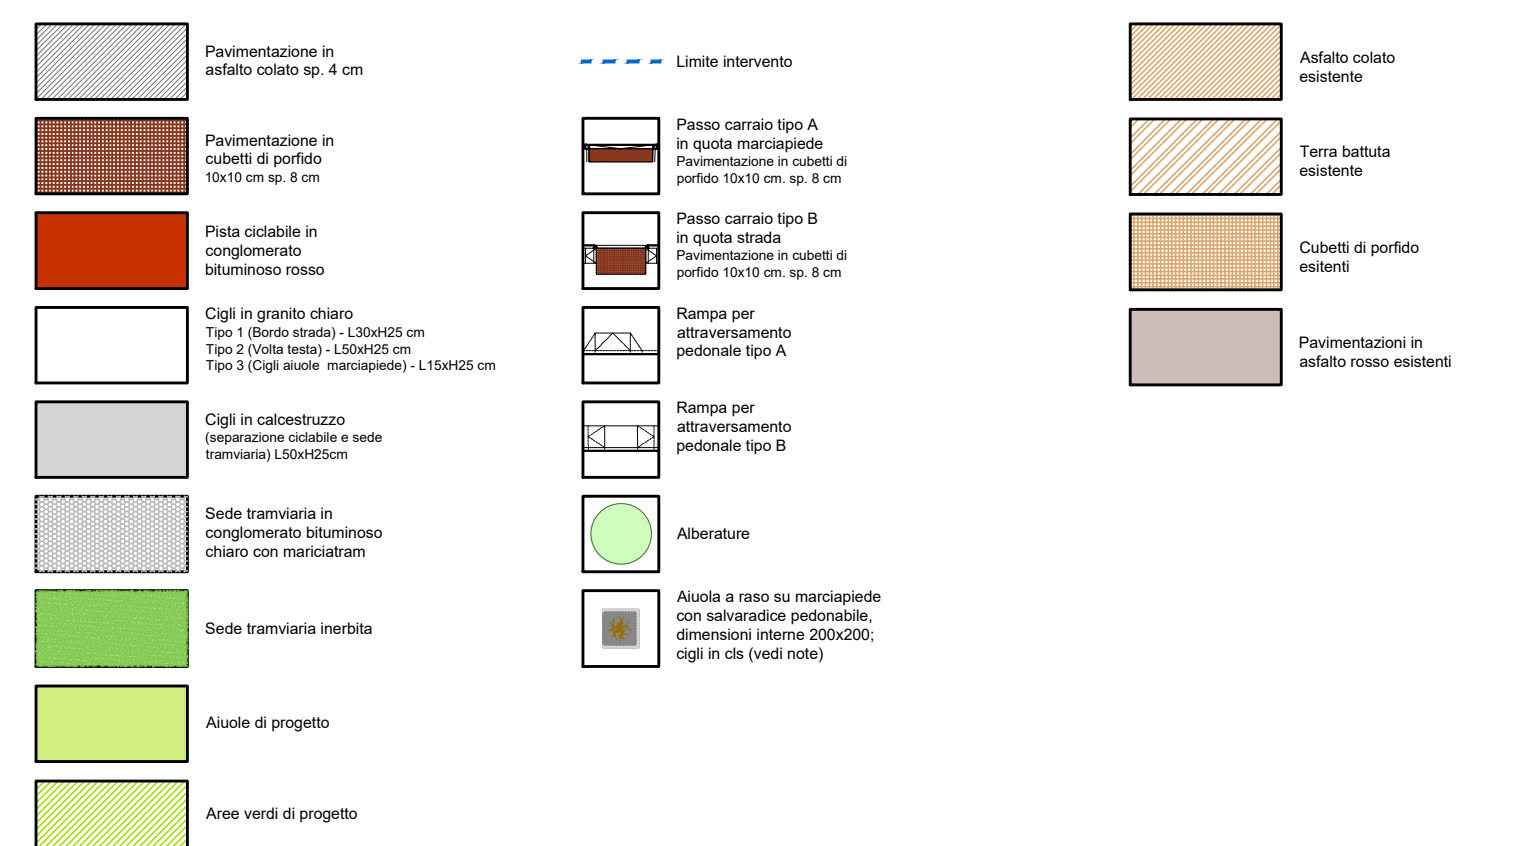 Pavimentazione in
asfalto colato sp. 4 cm
Pavimentazione in
cubetti di porfido
10x10 cm sp. 8 cm
Pista ciclabile in
conglomerato
bituminoso rosso
Cigli in granito chiaro
Tipo 1 (Bordo strada) - L30xH25 cm
Tipo 2 (Volta testa) - L50xH25 cm
Tipo 3 (Cigli aiuole marciapiede) - L15xH25 cm
Cigli in calcestruzzo
(separazione ciclabile e sede
tramviaria) L50xH25cm
Sede tramviaria in
conglomerato bituminoso
chiaro con mariciatram
Sede tramviaria inerbita
Aiuole di progetto
Aree verdi di progetto
Limite intervento
Passo carraio tipo A
in quota marciapiede
Pavimentazione in cubetti di
porfido 10x10 cm. sp. 8 cm
Passo carraio tipo B
in quota strada
Pavimentazione in cubetti di
porfido 10x10 cm. sp. 8 cm
Rampa per
attraversamento
pedonale tipo A
Rampa per
attraversamento
pedonale tipo B
Alberature
Aiuola a raso su marciapiede
con salvaradice pedonabile,
dimensioni interne 200x200;
cigli in cls (vedi note)
Asfalto colato
esistente
Terra battuta
esistente
Cubetti di porfido
esitenti
Pavimentazioni in
asfalto rosso esistenti